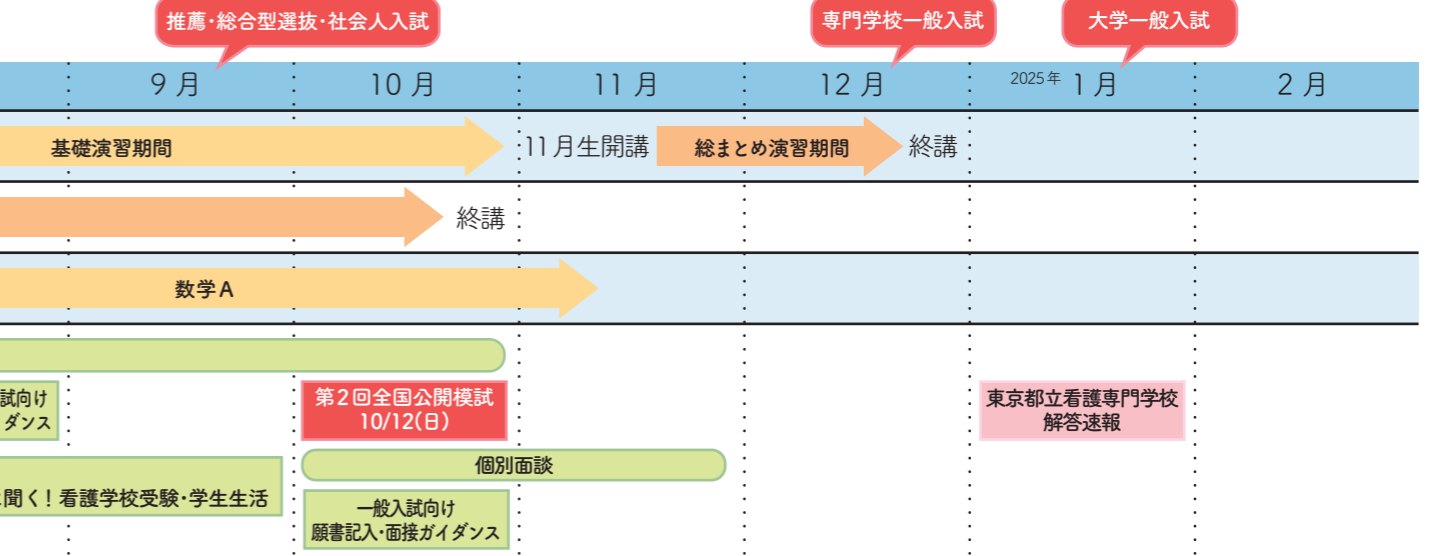 推薦・総合型選抜・社会人入試
専門学校一般入試
大学一般入試
9月
10月
11月
12月
2025年 1月
2月
基礎演習期間
11月生開講
総まとめ演習期間
終講
終講
数学A
試向け
ダンス
第2回全国公開模試
10/12(日)
東京都立看護専門学校
解答速報
個別面談
聞く!看護学校受験・学生生活
一般入試向け
願書記入・面接ガイダンス